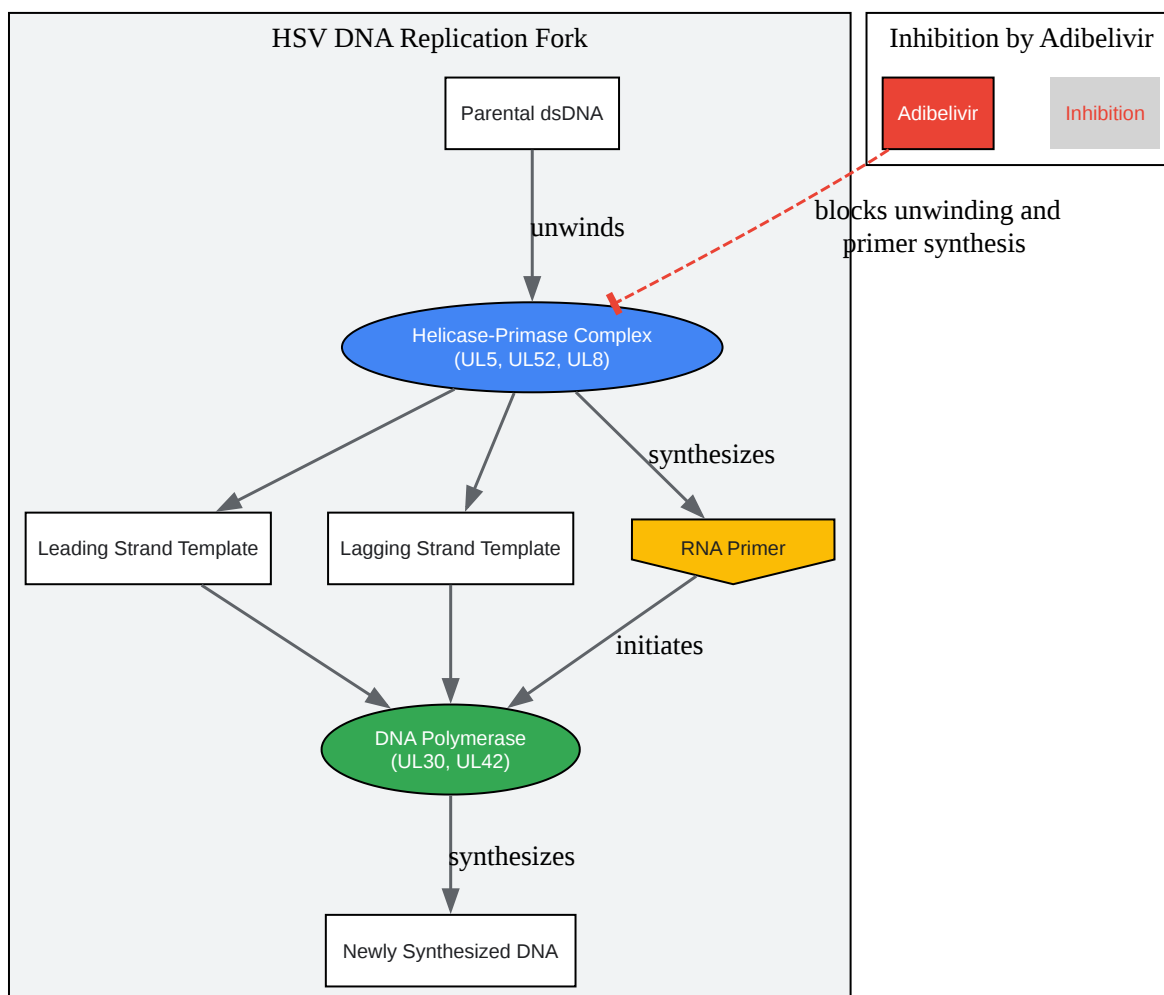 HSV DNA Replication Fork
Inhibition by Adibelivir
Parental dsDNA
Adibelivir
Inhibition
unwinds
blocks unwinding and
primer synthesis
Helicase-Primase Complex
(UL5, UL52, UL8)
synthesizes
Leading Strand Template
Lagging Strand Template
RNA Primer
initiates
DNA Polymerase
(UL30, UL42)
synthesizes
Newly Synthesized DNA